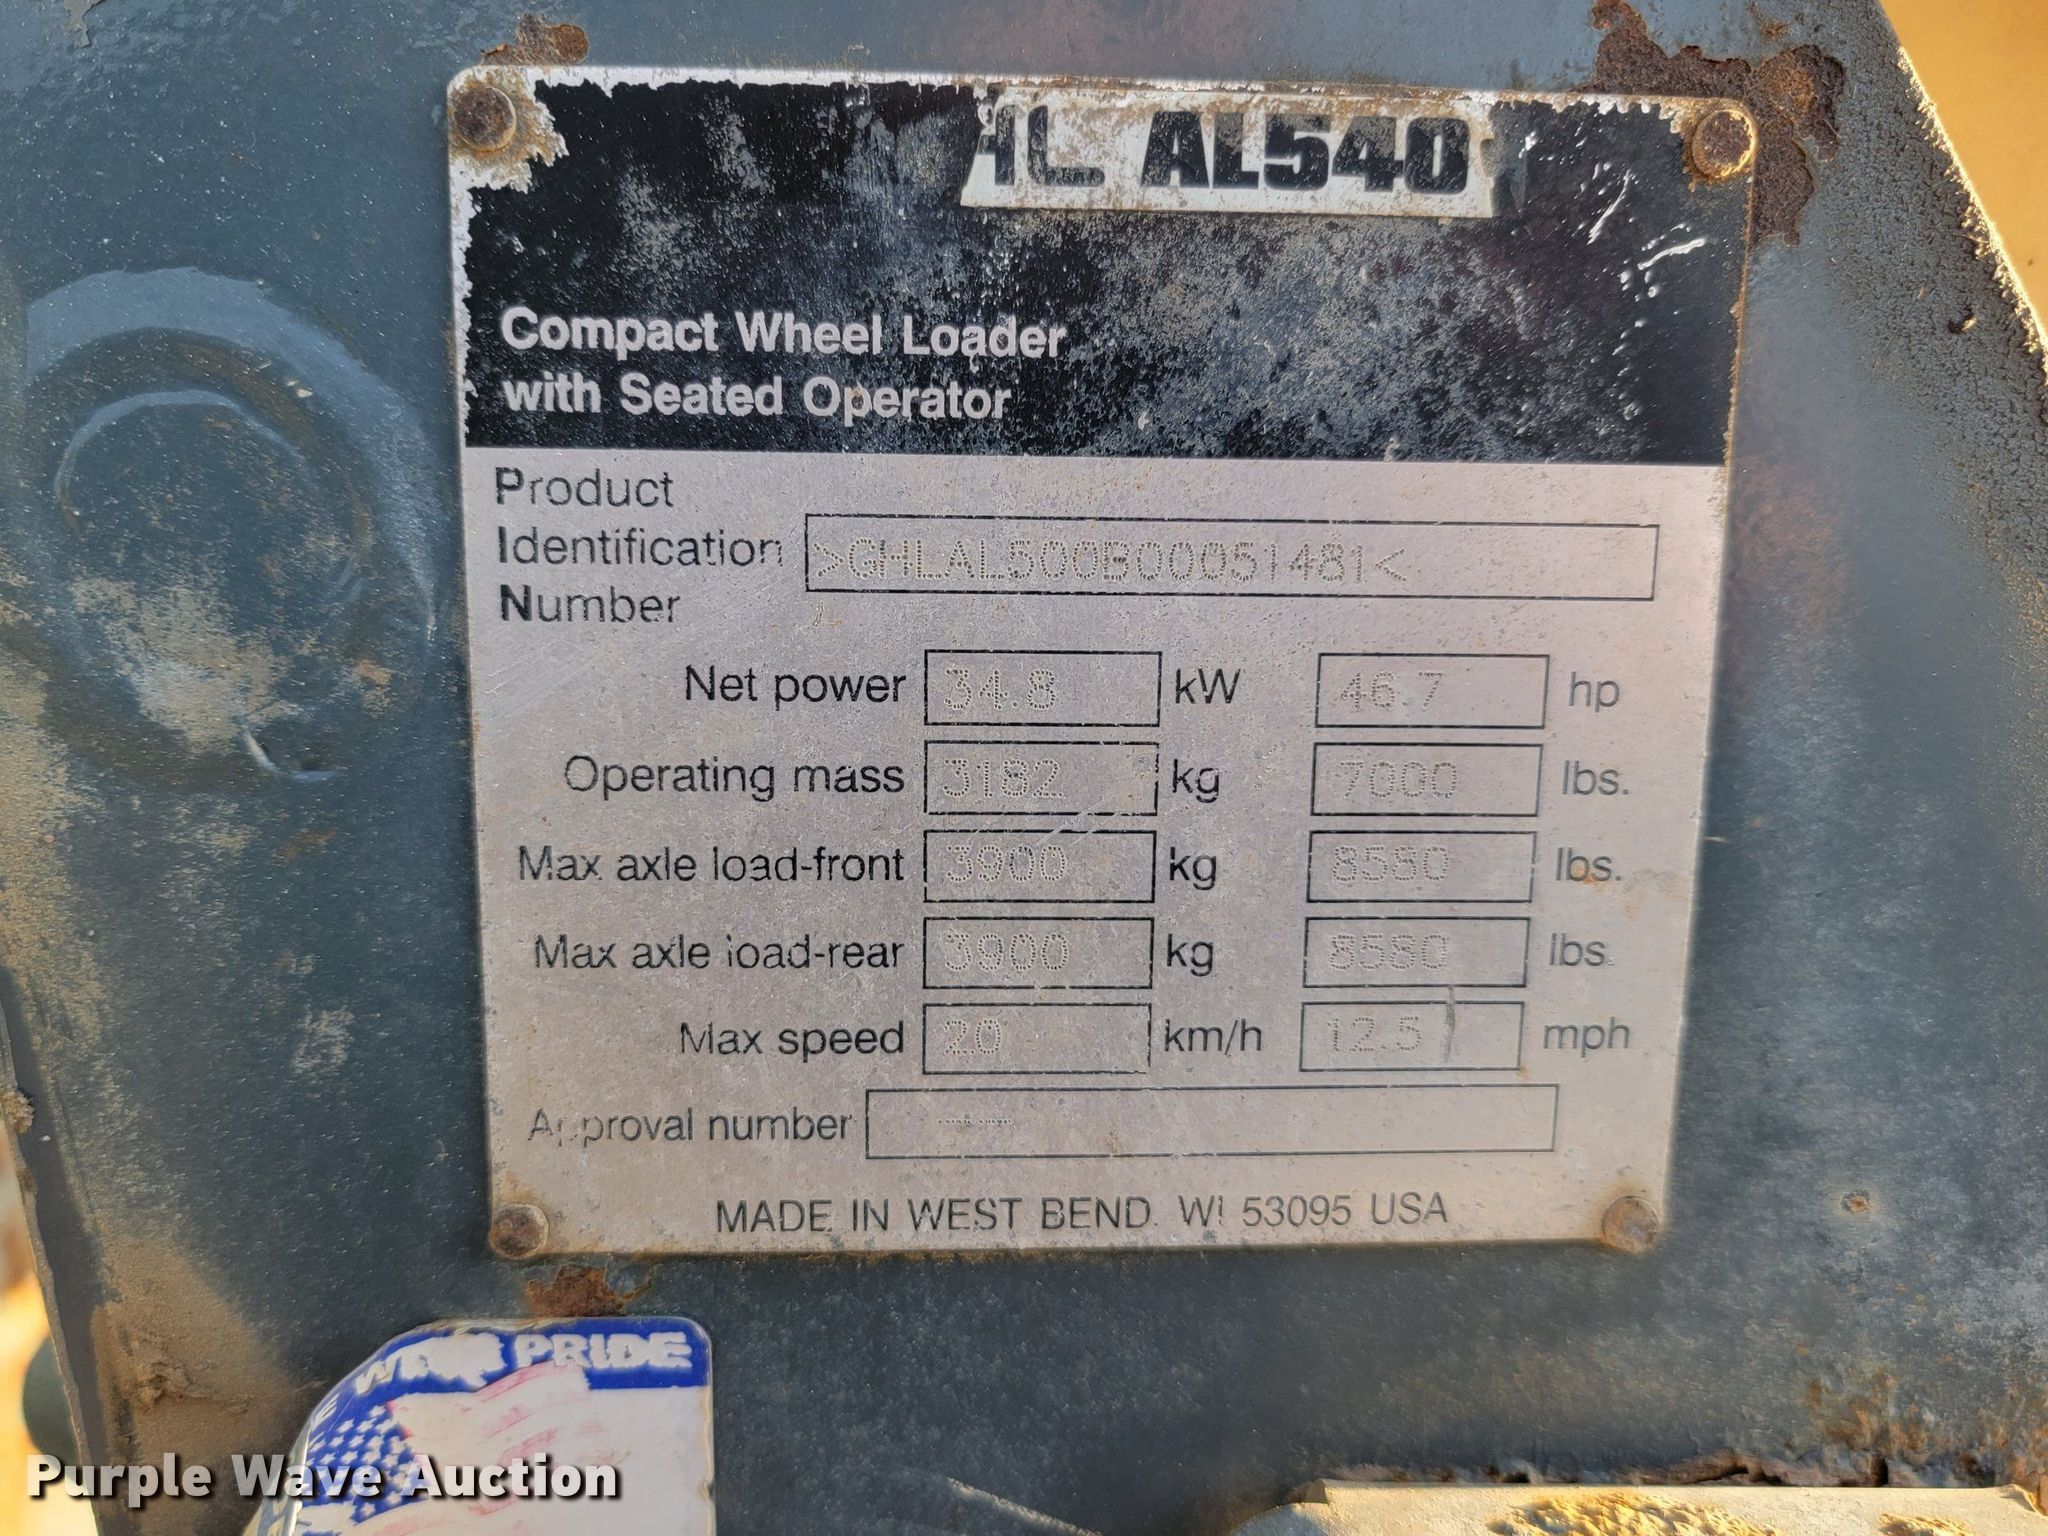 HL AL540
Compact Wheel Loader
with Seated Operator
Product
Identification >GHLAL500B00051481<
Number
Net power 34.8 kW 46.7 hp
Operating mass 3182 kg 7000 lbs.
Max axle load-front 3900 kg 8580 lbs.
Max axle load-rear 3900 kg 8580 lbs.
Max speed 20 km/h 12.5 mph
Approval number -----
MADE IN WEST BEND. WI 53095 USA
PRIDE
Purple Wave Auction